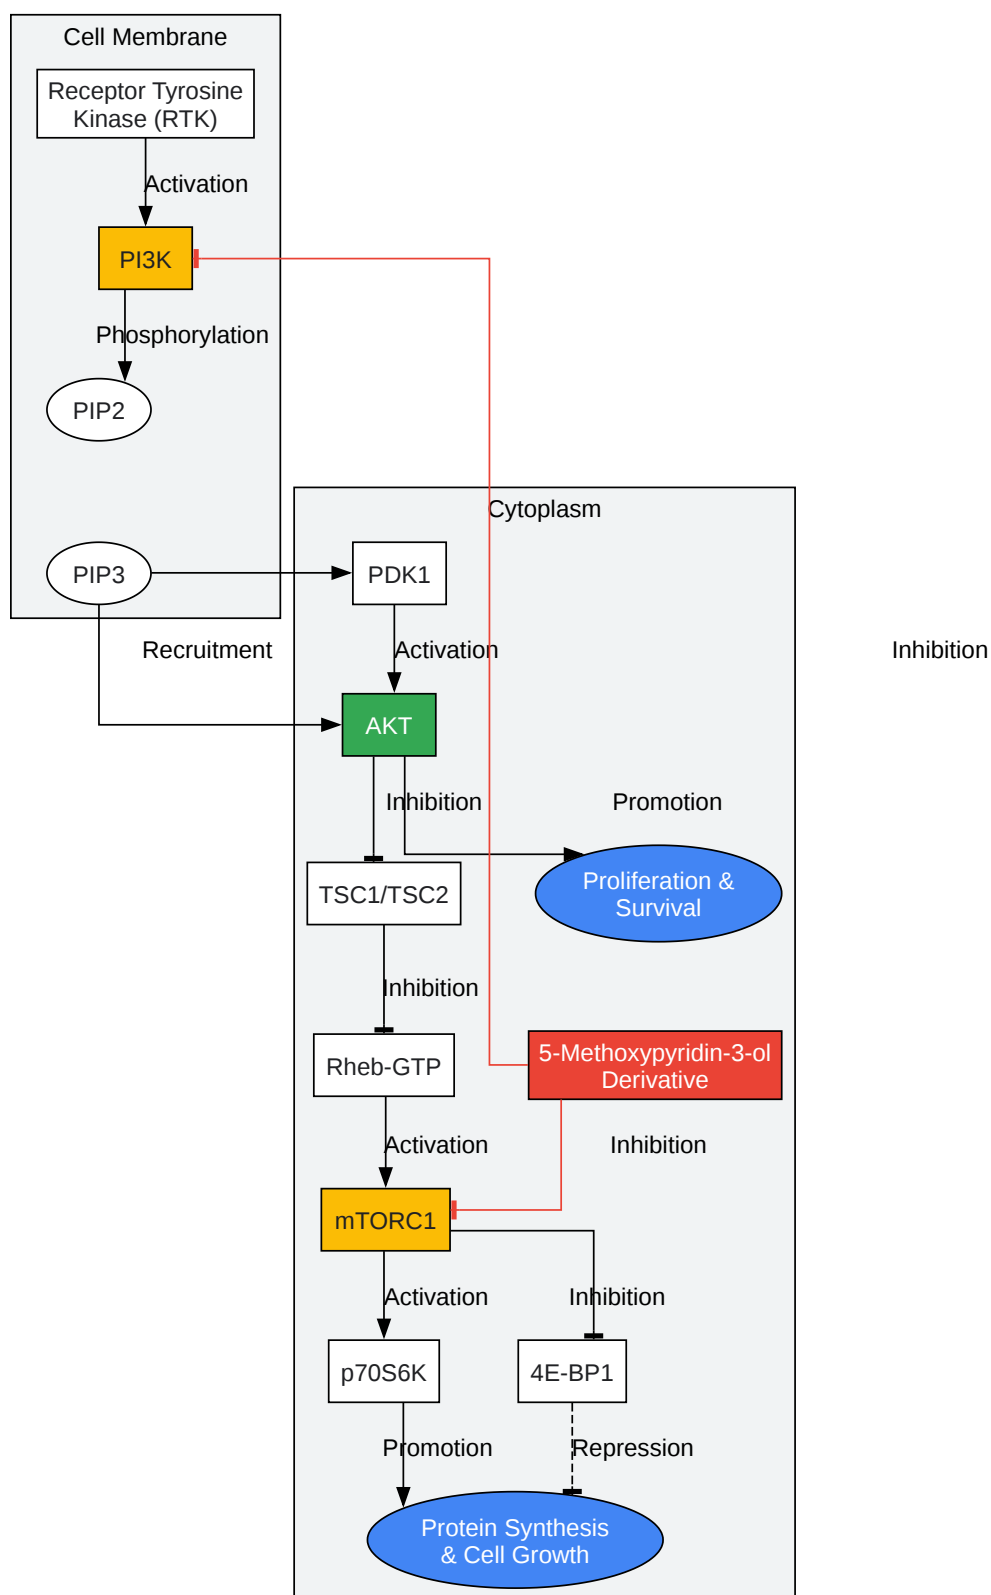 Cell Membrane
Receptor Tyrosine
Kinase (RTK)
Activation
PI3K
Phosphorylation
PIP2
Cytoplasm
PIP3
PDK1
Recruitment
Activation
Inhibition
AKT
Inhibition
Promotion
TSC1/TSC2
Proliferation &
Survival
Inhibition
Rheb-GTP
5-Methoxypyridin-3-ol
Derivative
Activation
Inhibition
mTORC1
Activation
Inhibition
p70S6K
4E-BP1
Promotion
Repression
Protein Synthesis
& Cell Growth